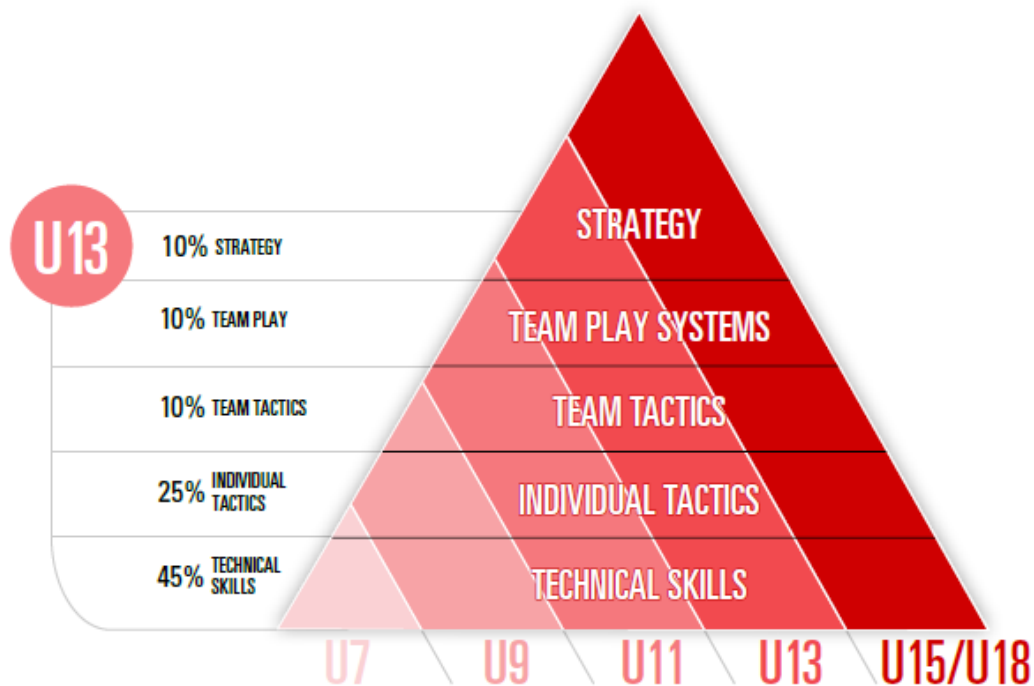 STRATEGY
U13
10% STRATEGY
10% TEAM PLAY
TEAM PLAY SYSTEMS
10% TEAM TACTICS
TEAM TACTICS
25% INDIVIDUAL
TACTICS
INDIVIDUAL TACTICS
45% TECHNICAL
SKILLS
TECHNICAL SKILLS
U7 U9 U11 U13 U15/U18